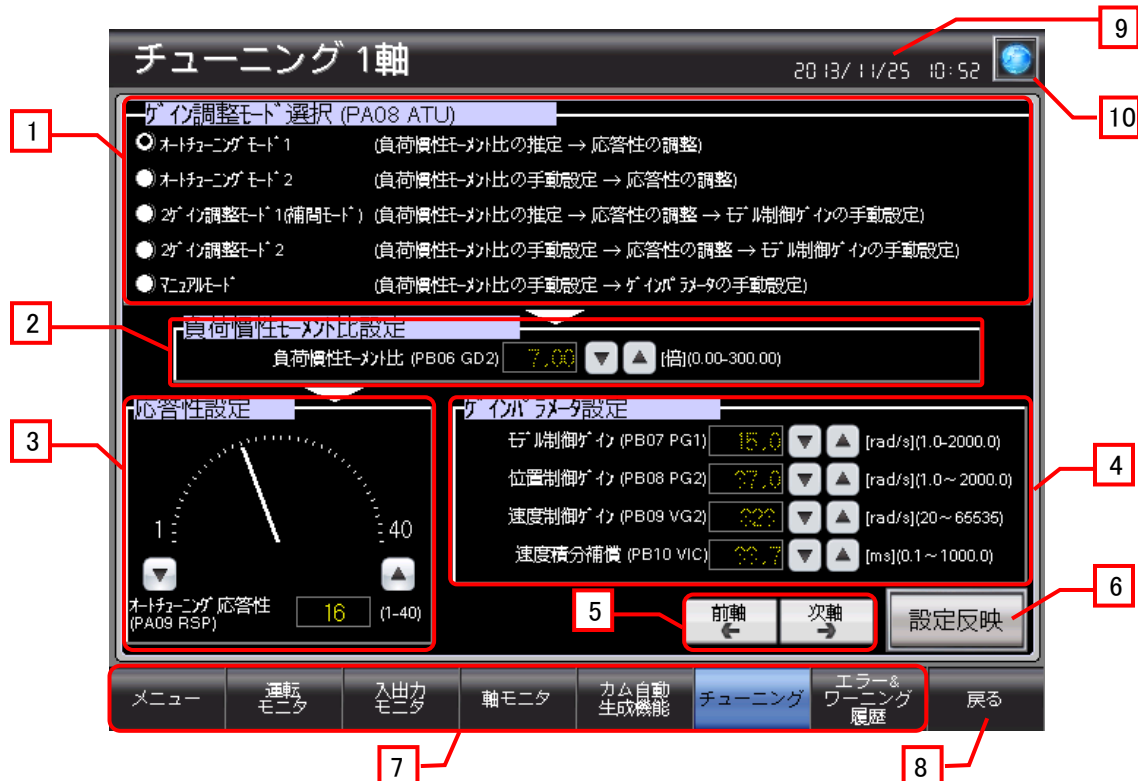 9
チューニング 1軸
2013/11/25 10:52
10
1
ゲイン調整モード選択 (PA08 ATU)
オートチューニングモード1 (負荷慣性モーメント比の推定 → 応答性の調整)
オートチューニングモード2 (負荷慣性モーメント比の手動設定 → 応答性の調整)
2ゲイン調整モード1(補間モード) (負荷慣性モーメント比の推定 → 応答性の調整 → モデル制御ゲインの手動設定)
2ゲイン調整モード2 (負荷慣性モーメント比の手動設定 → 応答性の調整 → モデル制御ゲインの手動設定)
マニュアルモード (負荷慣性モーメント比の手動設定 → ゲインパラメータの手動設定)
2
負荷慣性モーメント比設定
負荷慣性モーメント比 (PB06 GD2) 7.00 ▼ ▲ [倍](0.00-300.00)
3
応答性設定
1 40
▼ ▲
オートチューニング応答性
(PA09 RSP) 16 (1-40)
4
ゲインパラメータ設定
モデル制御ゲイン (PB07 PG1) 15.0 ▼ ▲ [rad/s](1.0-2000.0)
位置制御ゲイン (PB08 PG2) 37.0 ▼ ▲ [rad/s](1.0～2000.0)
速度制御ゲイン (PB09 VG2) 823 ▼ ▲ [rad/s](20～65535)
速度積分補償 (PB10 VIC) 33.7 ▼ ▲ [ms](0.1～1000.0)
5
前軸
←
次軸
→
6
設定反映
メニュー
運転
モニタ
入出力
モニタ
軸モニタ
カム自動
生成機能
チューニング
エラー&
ワーニング
履歴
戻る
7
8